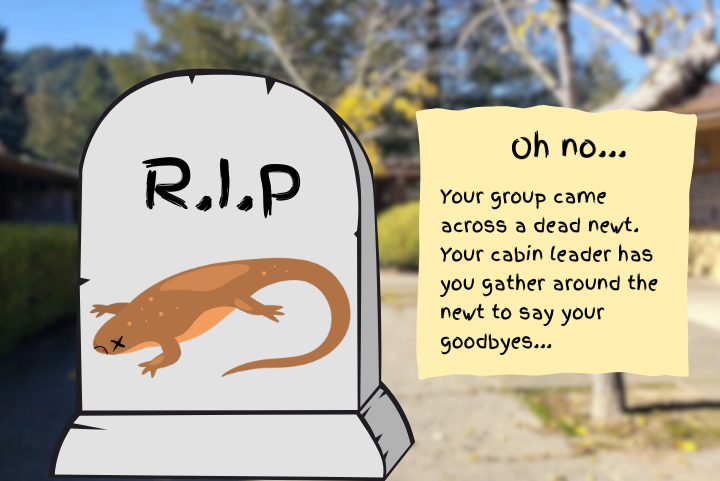 R.I.P
Oh no...
Your group came
across a dead newt.
Your cabin leader has
you gather around the
newt to say your
goodbyes...